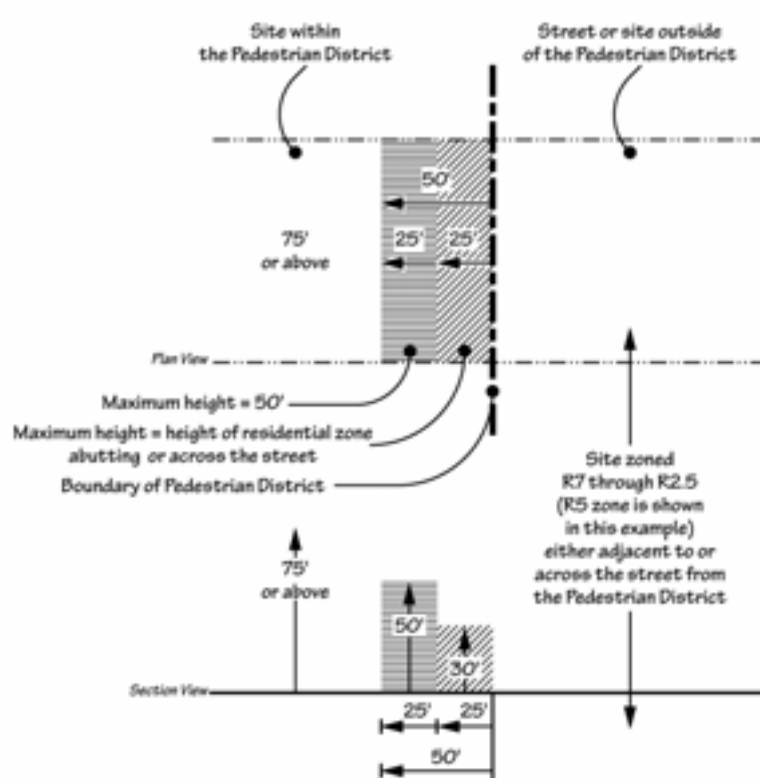 Site within
the Pedestrian District
Street or site outside
of the Pedestrian District
50'
75'
or above
25'
25'
Plan View
Maximum height = 50'
Maximum height = height of residential zone
abutting or across the street
Boundary of Pedestrian District
Site zoned
R7 through R2.5
(R5 zone is shown
in this example)
either adjacent to or
across the street from
the Pedestrian District
75'
or above
50'
30'
Section View
25'
25'
50'